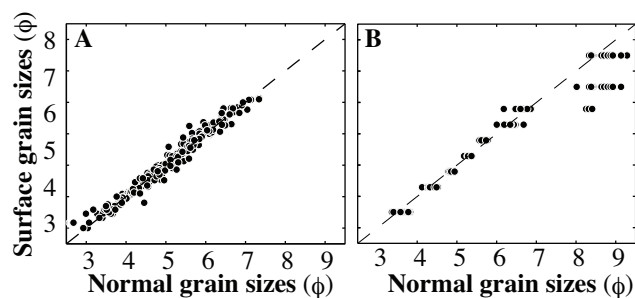 A
B
Surface grain sizes (ϕ)
8
7
6
5
4
3
3 4 5 6 7 8 9
3 4 5 6 7 8 9
Normal grain sizes (ϕ)
Normal grain sizes (ϕ)